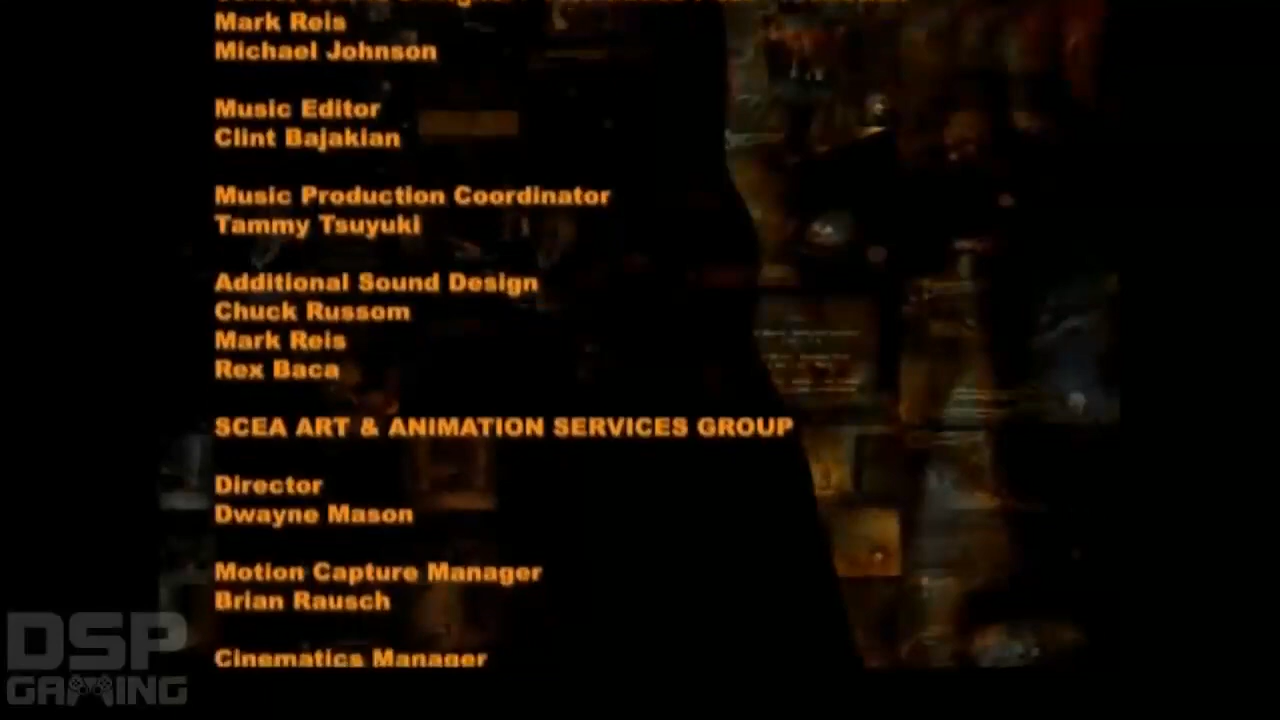 Mark Reis
Michael Johnson
Music Editor
Clint Bajakian
Music Production Coordinator
Tammy Tsuyuki
Additional Sound Design
Chuck Russom
Mark Reis
Rex Baca
SCEA ART & ANIMATION SERVICES GROUP
Director
Dwayne Mason
Motion Capture Manager
Brian Rausch
Cinematics Manager
DSP
GAMING